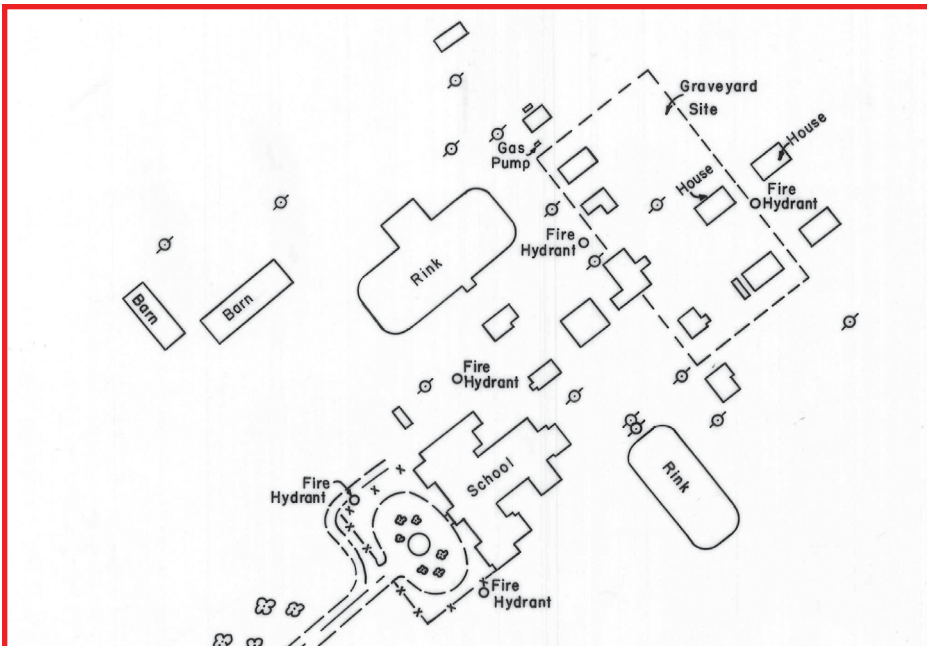 Graveyard
Site
Gas
Pump
House
House
Fire
Hydrant
Fire
Hydrant
Rink
Barn
Barn
Fire
Hydrant
School
Rink
Fire
Hydrant
Fire
Hydrant